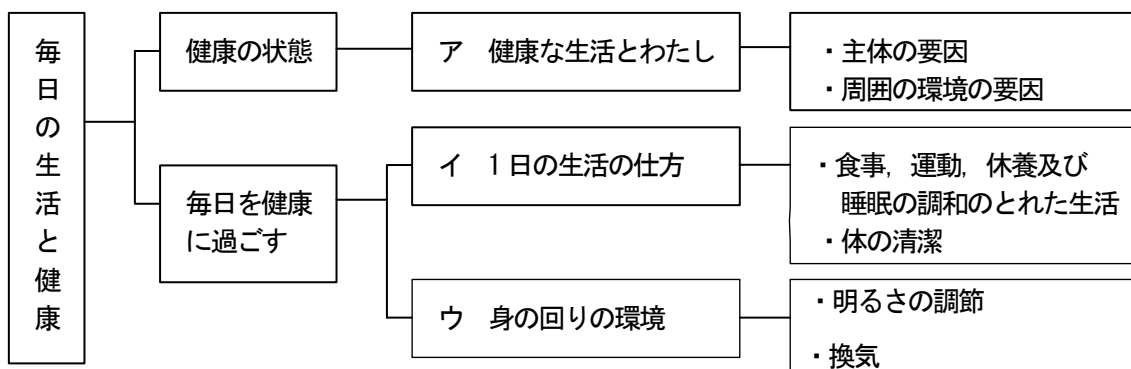 毎日の生活と健康
健康の状態
ア 健康な生活とわたし
・主体の要因
・周囲の環境の要因
毎日を健康
に過ごす
イ 1日の生活の仕方
・食事，運動，休養及び
睡眠の調和のとれた生活
・体の清潔
ウ 身の回りの環境
・明るさの調節
・換気